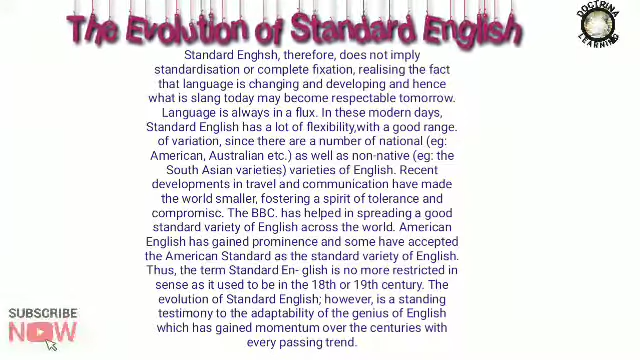 The Evolution of Standard English
DOCTRINA
LEARNING
Standard Enghsh, therefore, does not imply
standardisation or complete fixation, realising the fact
that language is changing and developing and hence
what is slang today may become respectable tomorrow.
Language is always in a flux. In these modern days,
Standard English has a lot of flexibility,with a good range.
of variation, since there are a number of national (eg:
American, Australian etc.) as well as non-native (eg: the
South Asian varieties) varieties of English. Recent
developments in travel and communication have made
the world smaller, fostering a spirit of tolerance and
compromisc. The BBC. has helped in spreading a good
standard variety of English across the world. American
English has gained prominence and some have accepted
the American Standard as the standard variety of English.
Thus, the term Standard En- glish is no more restricted in
sense as it used to be in the 18th or 19th century. The
evolution of Standard English; however, is a standing
testimony to the adaptability of the genius of English
which has gained momentum over the centuries with
every passing trend.
SUBSCRIBE
NOW